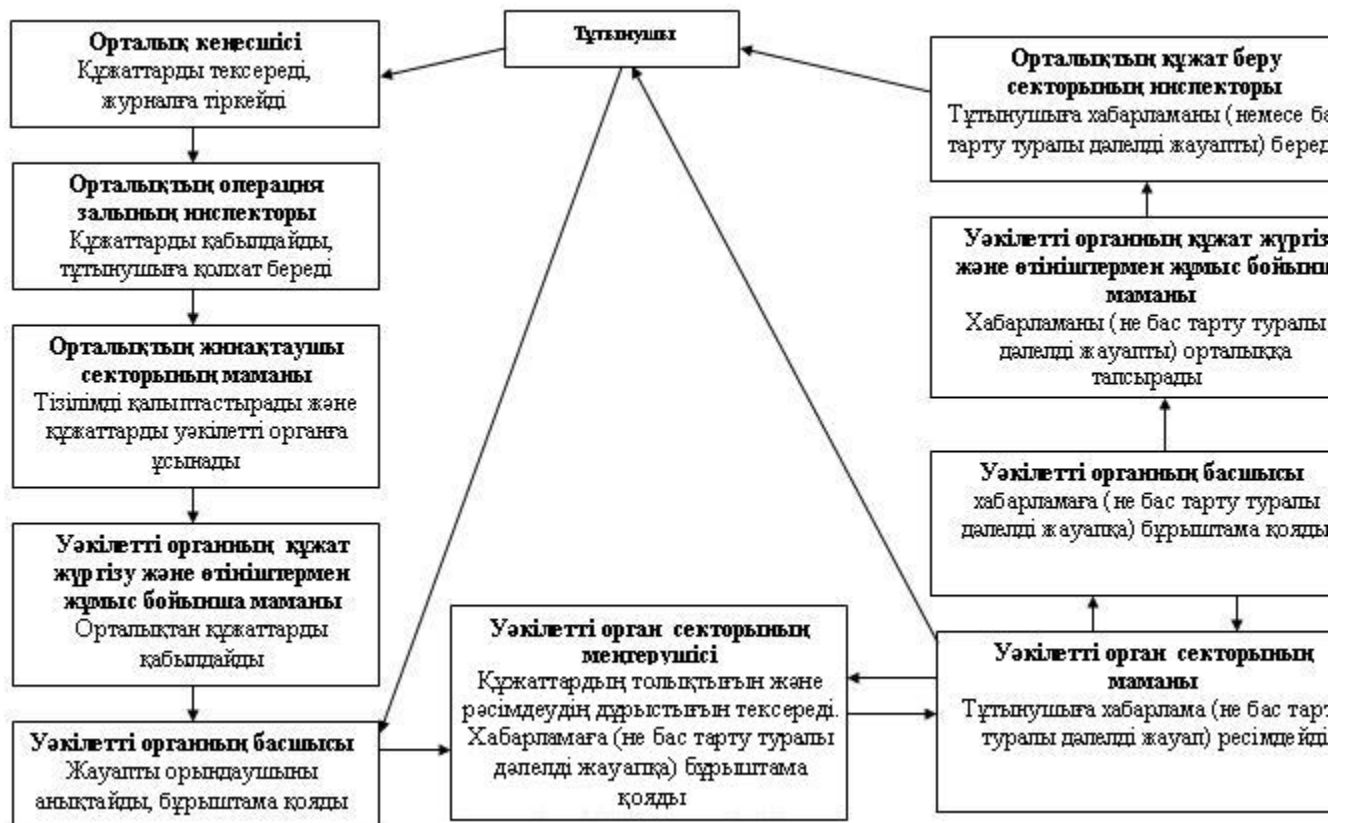 Тұтынушы
Орталық кеңесшісі
Құжаттарды тексереді,
журналға тіркейді
Орталықтың операция
залының инспекторы
Құжаттарды қабылдайды,
тұтынушыға қолхат береді
Орталықтың жинақтаушы
секторының маманы
Тізілімді қалыптастырады және
құжаттарды уәкілетті органға
ұсынады
Уәкілетті органның құжат
жүргізу және өтініштермен
жұмыс бойынша маманы
Орталықтан құжаттарды
қабылдайды
Уәкілетті органның басшысы
Жауапты орындаушыны
анықтайды, бұрыштама қояды
Уәкілетті орган секторының
меңгерушісі
Құжаттардың толықтығын және
рәсімдеудің дұрыстығын тексереді.
Хабарламаға (не бас тарту туралы
дәлелді жауапқа) бұрыштама
қояды
Уәкілетті орган секторының
маманы
Тұтынушыға хабарлама (не бас тарт
туралы дәлелді жауап) ресімдейді
Уәкілетті органның басшысы
хабарламаға (не бас тарту туралы
дәлелді жауапқа) бұрыштама қояды
Уәкілетті органның құжат жүргіз
және өтініштермен жұмыс бойынш
маманы
Хабарламаны (не бас тарту туралы
дәлелді жауапты) орталыққа
тапсырады
Орталықтың құжат беру
секторының инспекторы
Тұтынушыға хабарламаны (немесе ба
тарту туралы дәлелді жауапты) беред